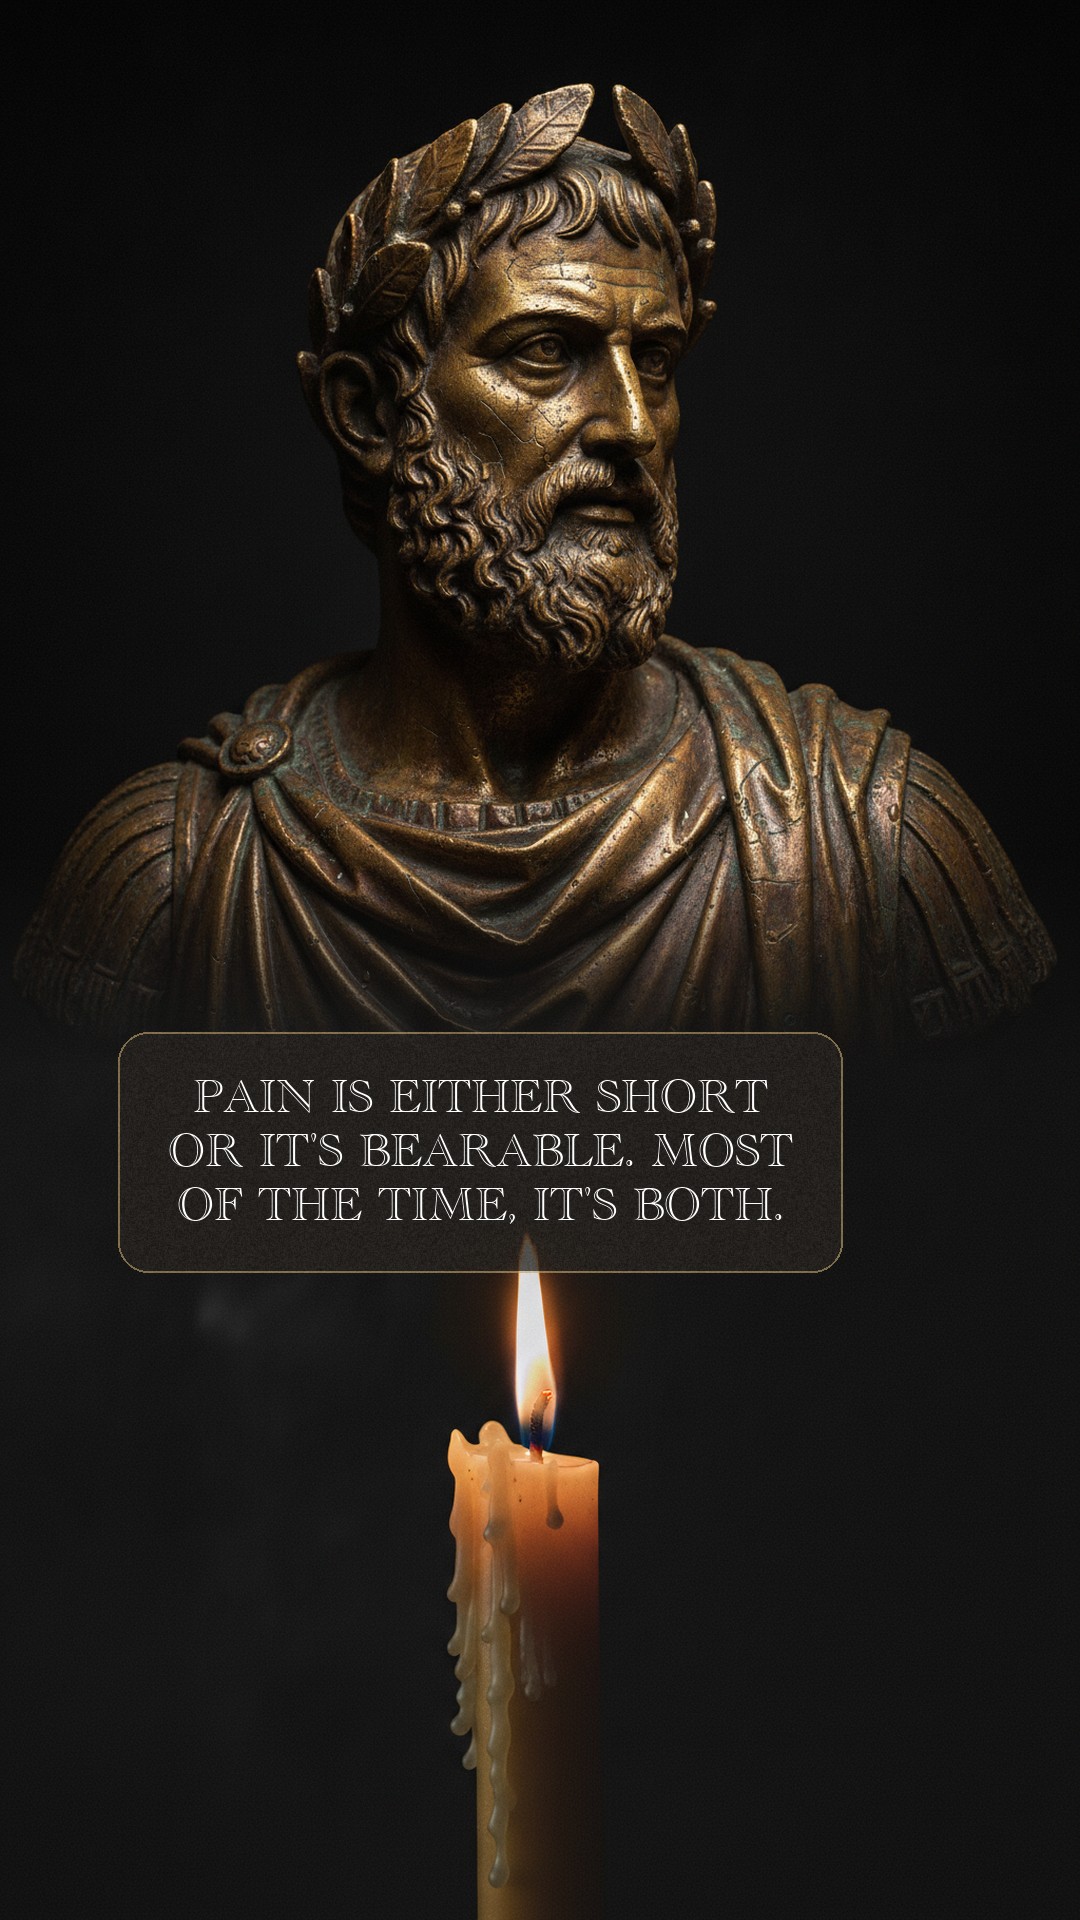 PAIN IS EITHER SHORT
OR IT'S BEARABLE. MOST
OF THE TIME, IT'S BOTH.